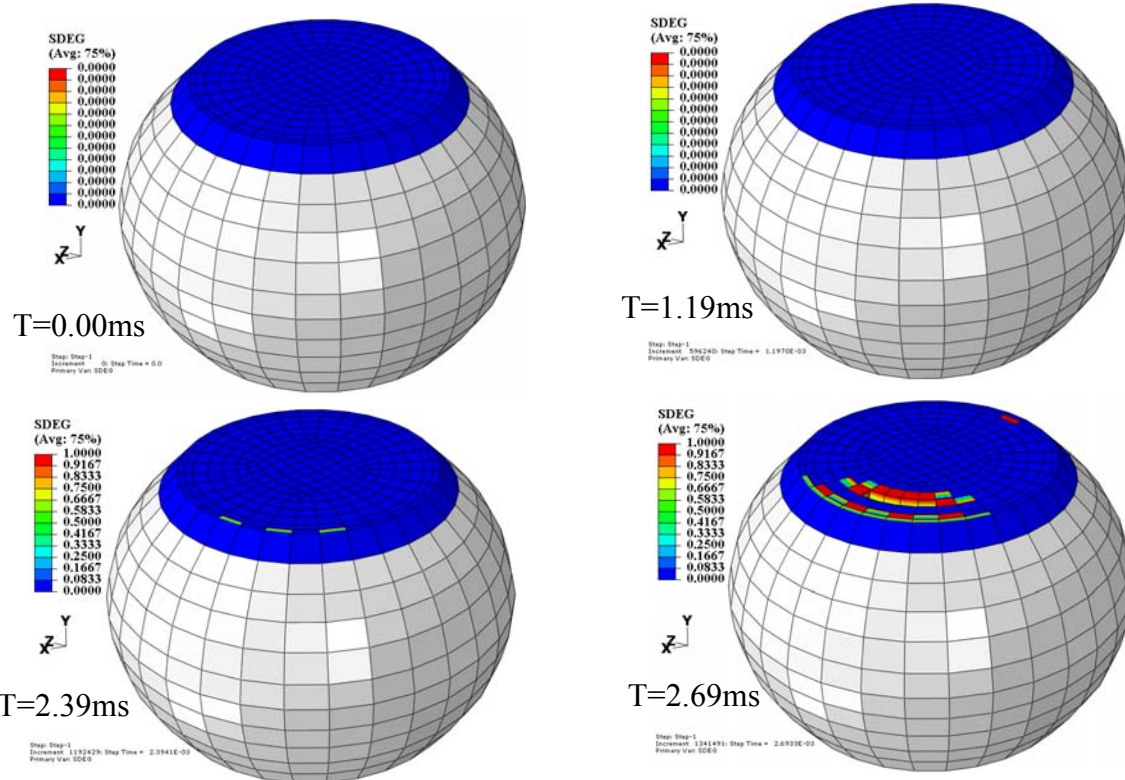 SDEG
(Avg: 75%)
0.0000
0.0000
0.0000
0.0000
0.0000
0.0000
0.0000
0.0000
0.0000
0.0000
0.0000
0.0000
0.0000
Y
Z
X
T=0.00ms
Step: Step-1
Increment 0: Step Time = 0.0
Primary Var: SDEG
SDEG
(Avg: 75%)
0.0000
0.0000
0.0000
0.0000
0.0000
0.0000
0.0000
0.0000
0.0000
0.0000
0.0000
0.0000
0.0000
Y
Z
X
T=1.19ms
Step: Step-1
Increment 596240: Step Time = 1.1970E-03
Primary Var: SDEG
SDEG
(Avg: 75%)
1.0000
0.9167
0.8333
0.7500
0.6667
0.5833
0.5000
0.4167
0.3333
0.2500
0.1667
0.0833
0.0000
Y
Z
X
T=2.39ms
Step: Step-1
Increment 1192429: Step Time = 2.3941E-03
Primary Var: SDEG
SDEG
(Avg: 75%)
1.0000
0.9167
0.8333
0.7500
0.6667
0.5833
0.5000
0.4167
0.3333
0.2500
0.1667
0.0833
0.0000
Y
Z
X
T=2.69ms
Step: Step-1
Increment 1341491: Step Time = 2.6933E-03
Primary Var: SDEG